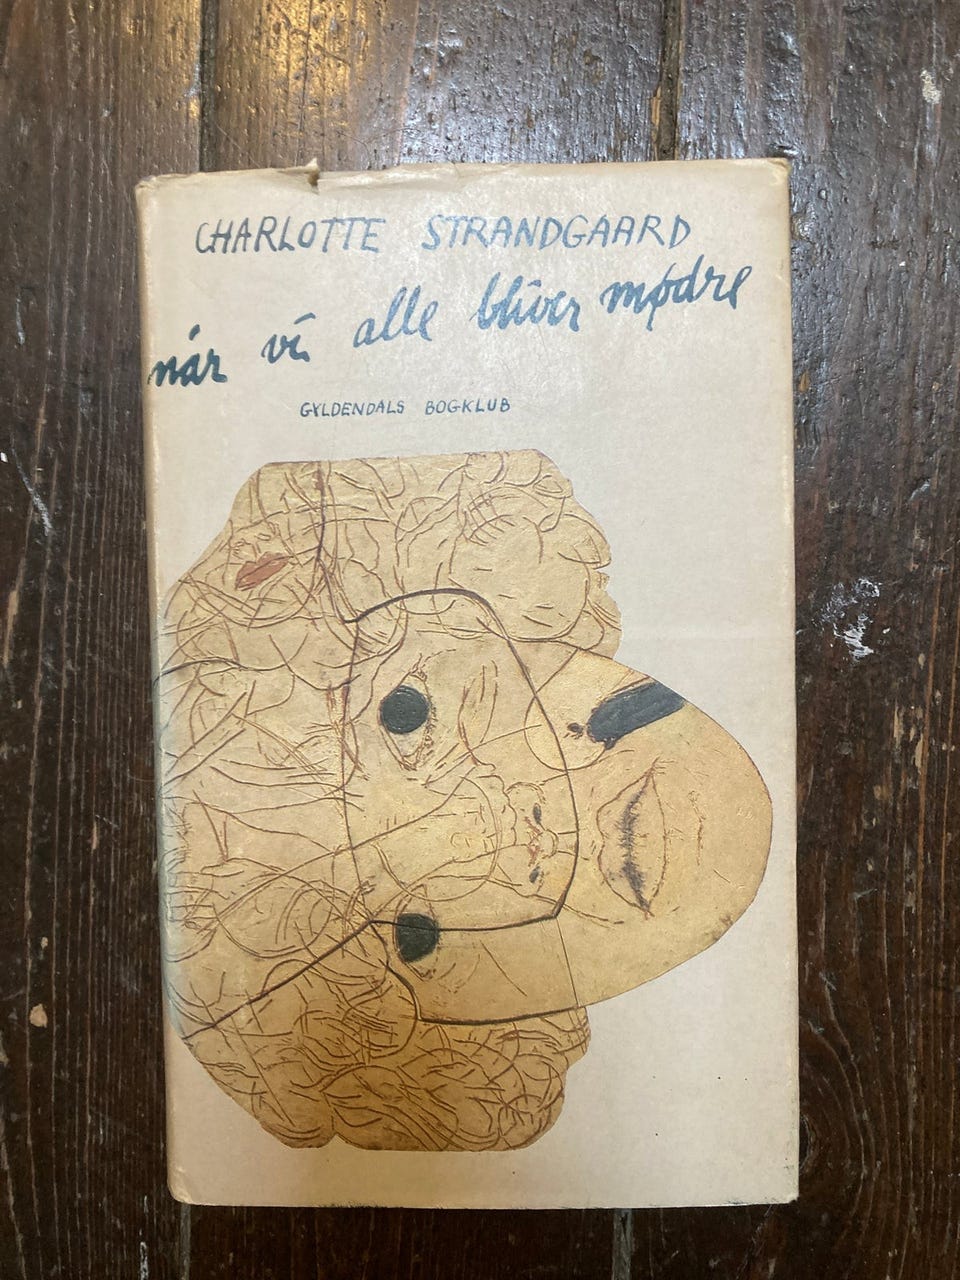 CHARLOTTE STRANDGAARD
når vi alle bliver mødre
GYLDENDALS BOGKLUB